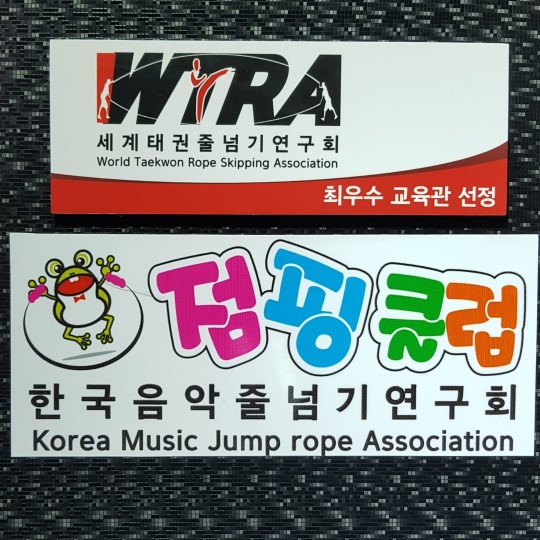 WTRA
세계태권줄넘기연구회
World Taekwon Rope Skipping Association
최우수 교육관 선정
점핑클럽
한국음악줄넘기연구회
Korea Music Jump rope Association